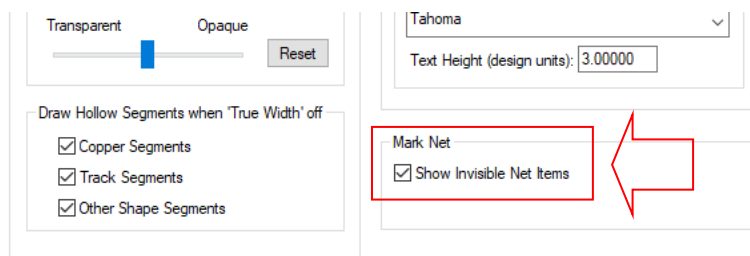 Transparent Opaque
Reset
Draw Hollow Segments when 'True Width' off
Copper Segments
Track Segments
Other Shape Segments
Tahoma
Text Height (design units): 3.00000
Mark Net
Show Invisible Net Items